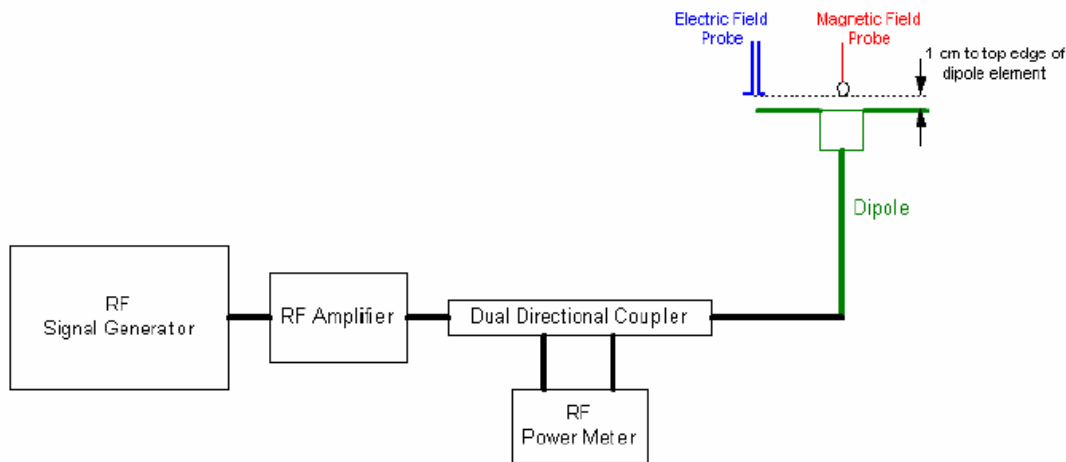 Electric Field
Probe
Magnetic Field
Probe
1 cm to top edge of
dipole element
Dipole
RF
Signal Generator
RF Amplifier
Dual Directional Coupler
RF
Power Meter